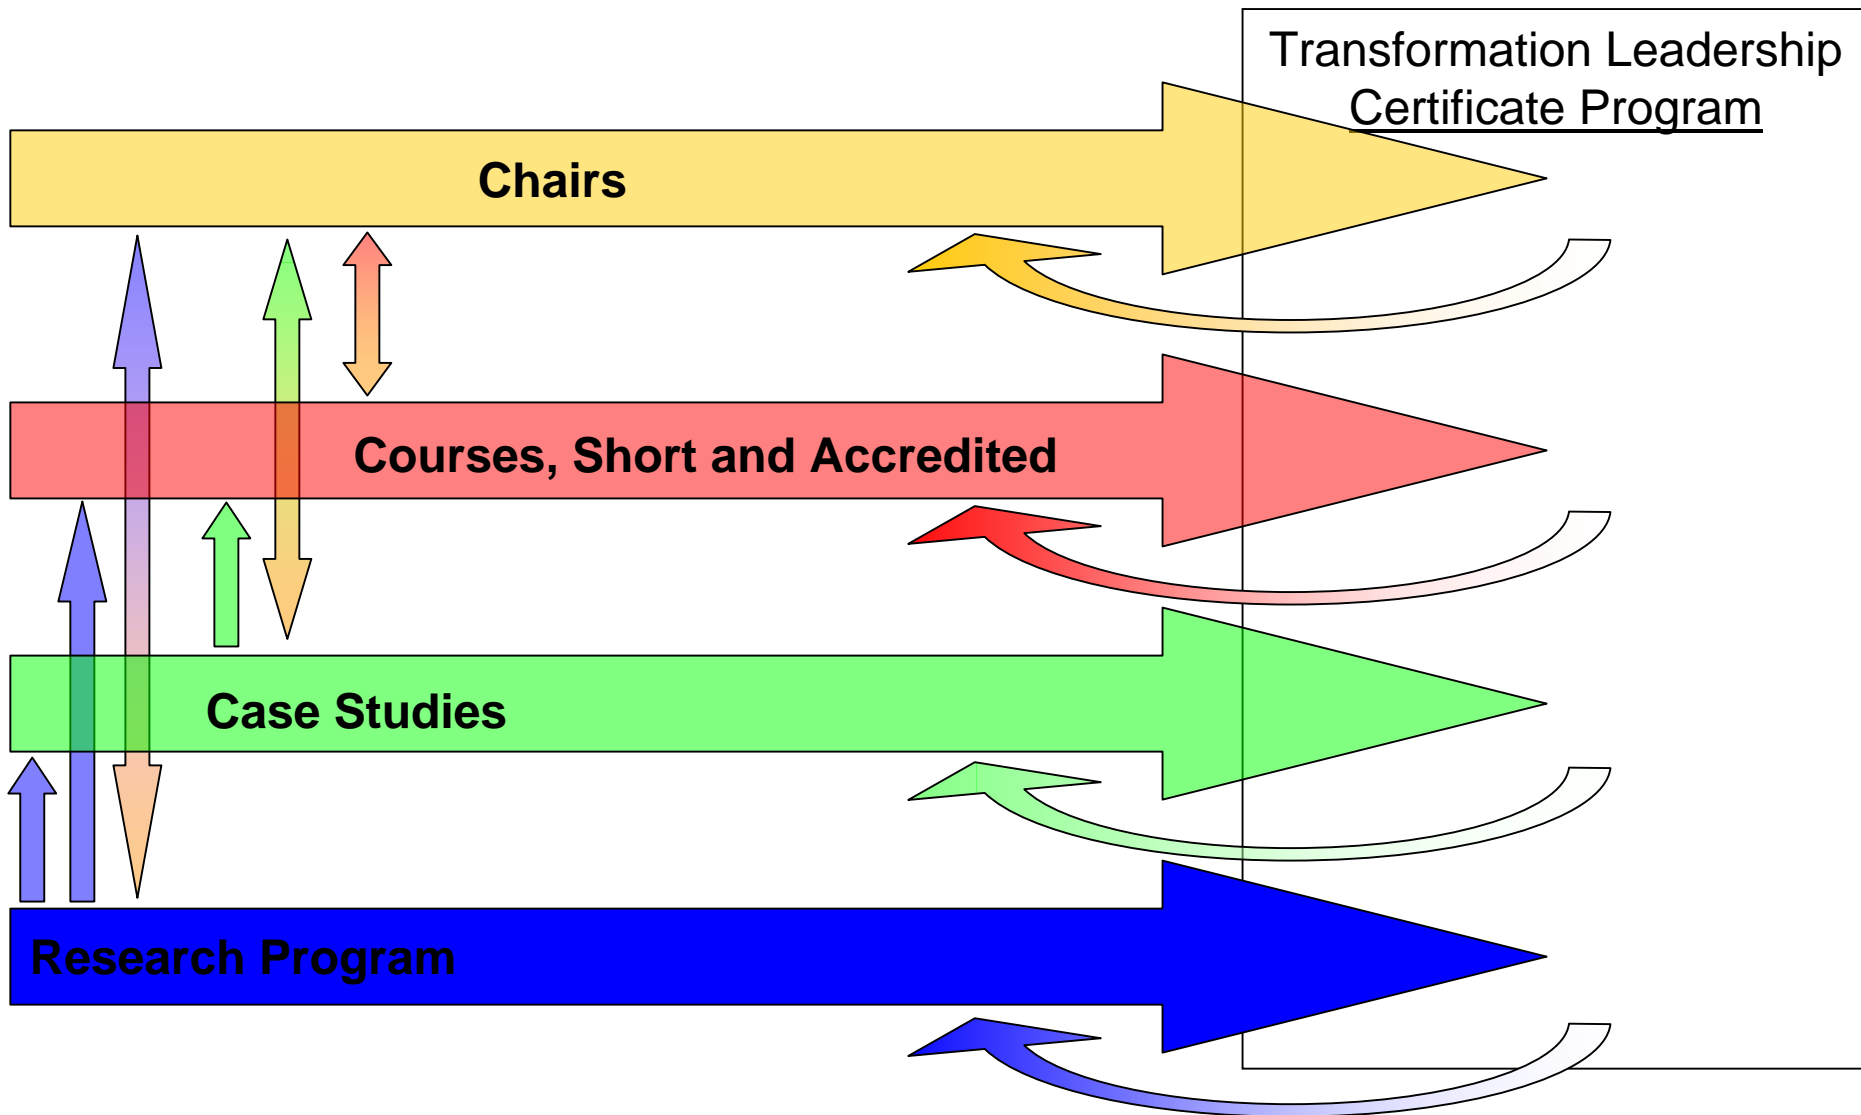 Transformation Leadership
Certificate Program
Chairs
Courses, Short and Accredited
Case Studies
Research Program